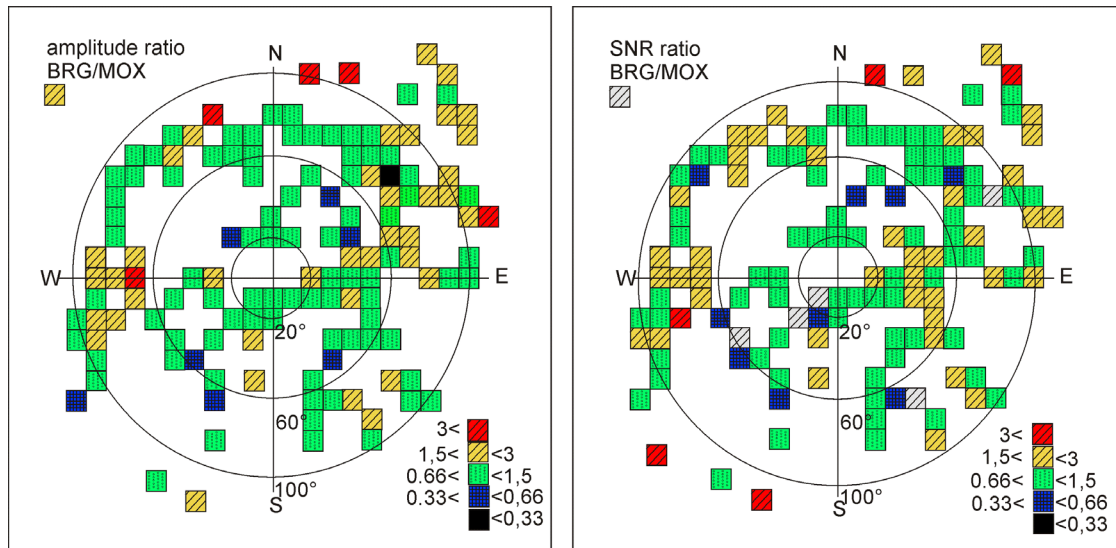 amplitude ratio
BRG/MOX
N
W
E
20°
60°
100°
S
3<
1,5< <3
0.66< <1,5
0.33< <0,66
<0,33
SNR ratio
BRG/MOX
N
W
E
20°
60°
100°
S
3<
1,5< <3
0.66< <1,5
0.33< <0,66
<0,33